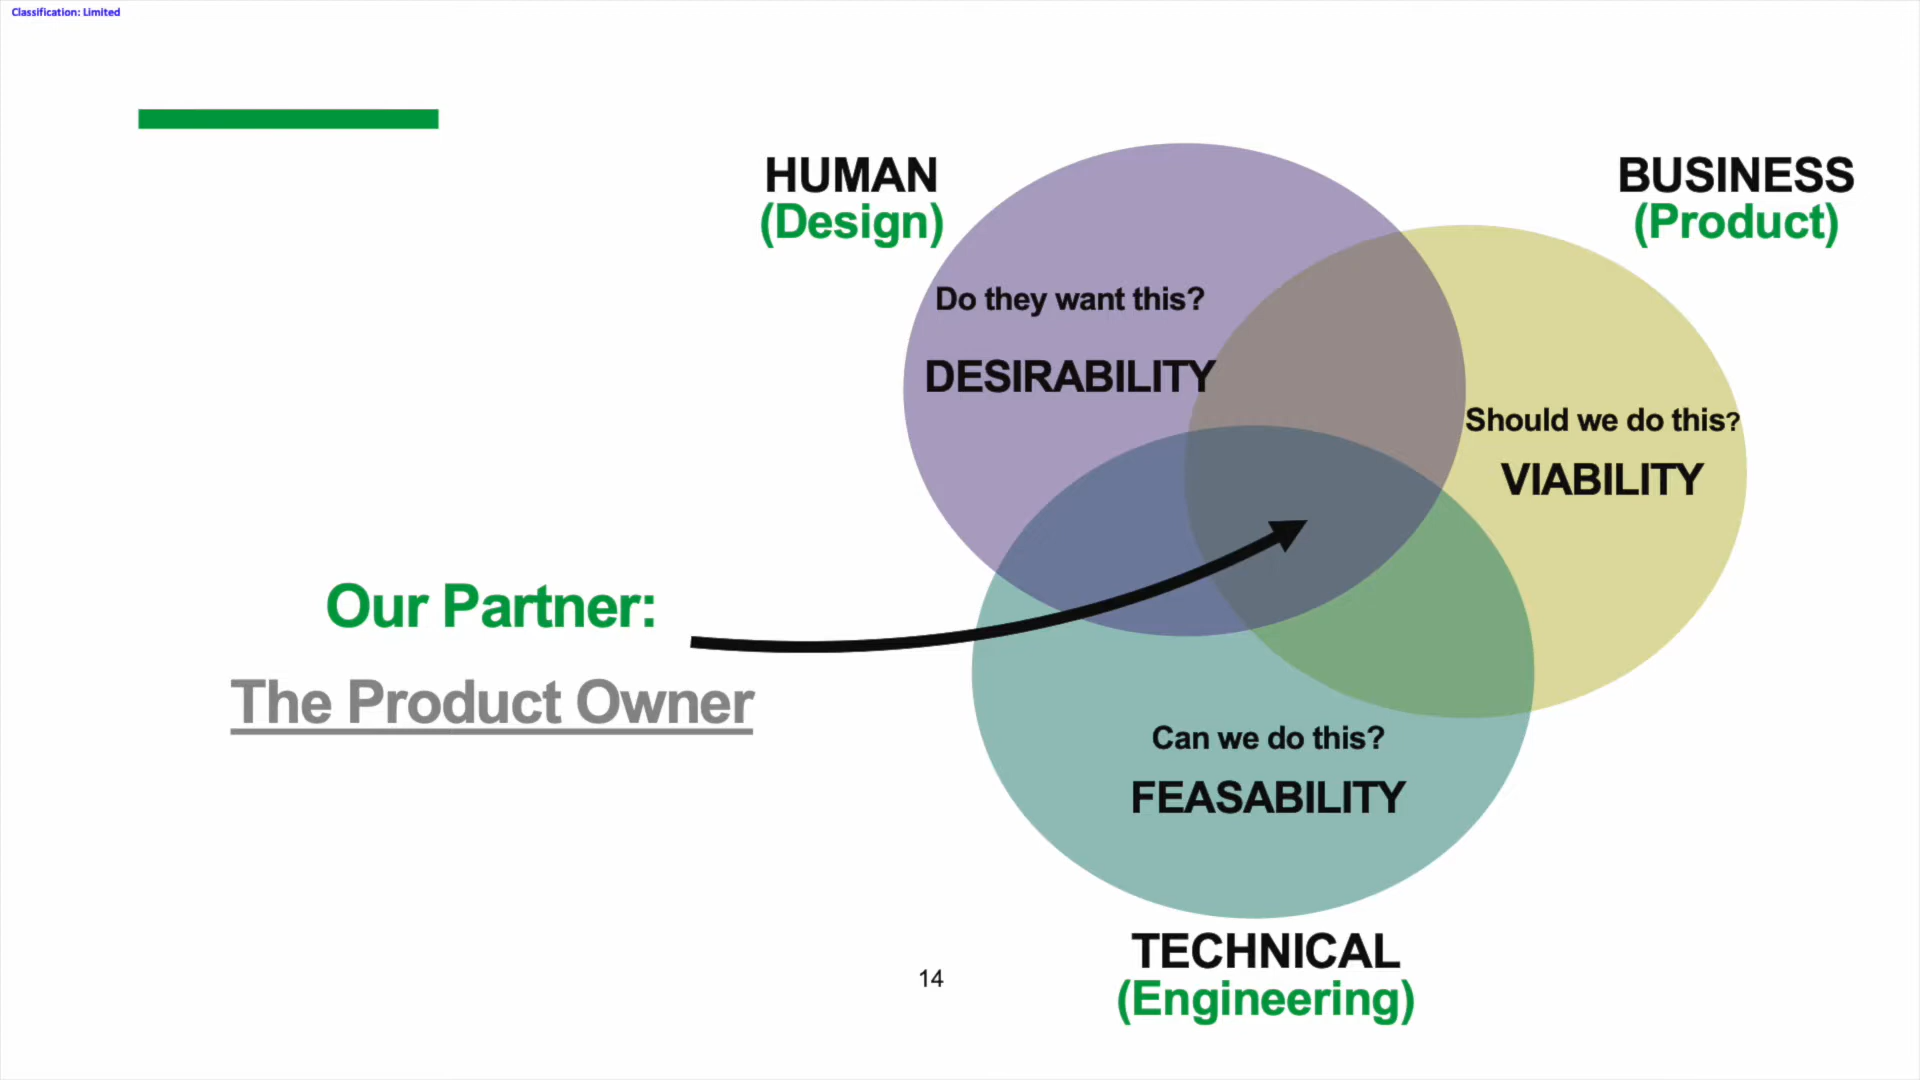 Classification: Limited
HUMAN
(Design)
BUSINESS
(Product)
Do they want this?
DESIRABILITY
Should we do this?
VIABILITY
Our Partner:
The Product Owner
Can we do this?
FEASABILITY
TECHNICAL
(Engineering)
14